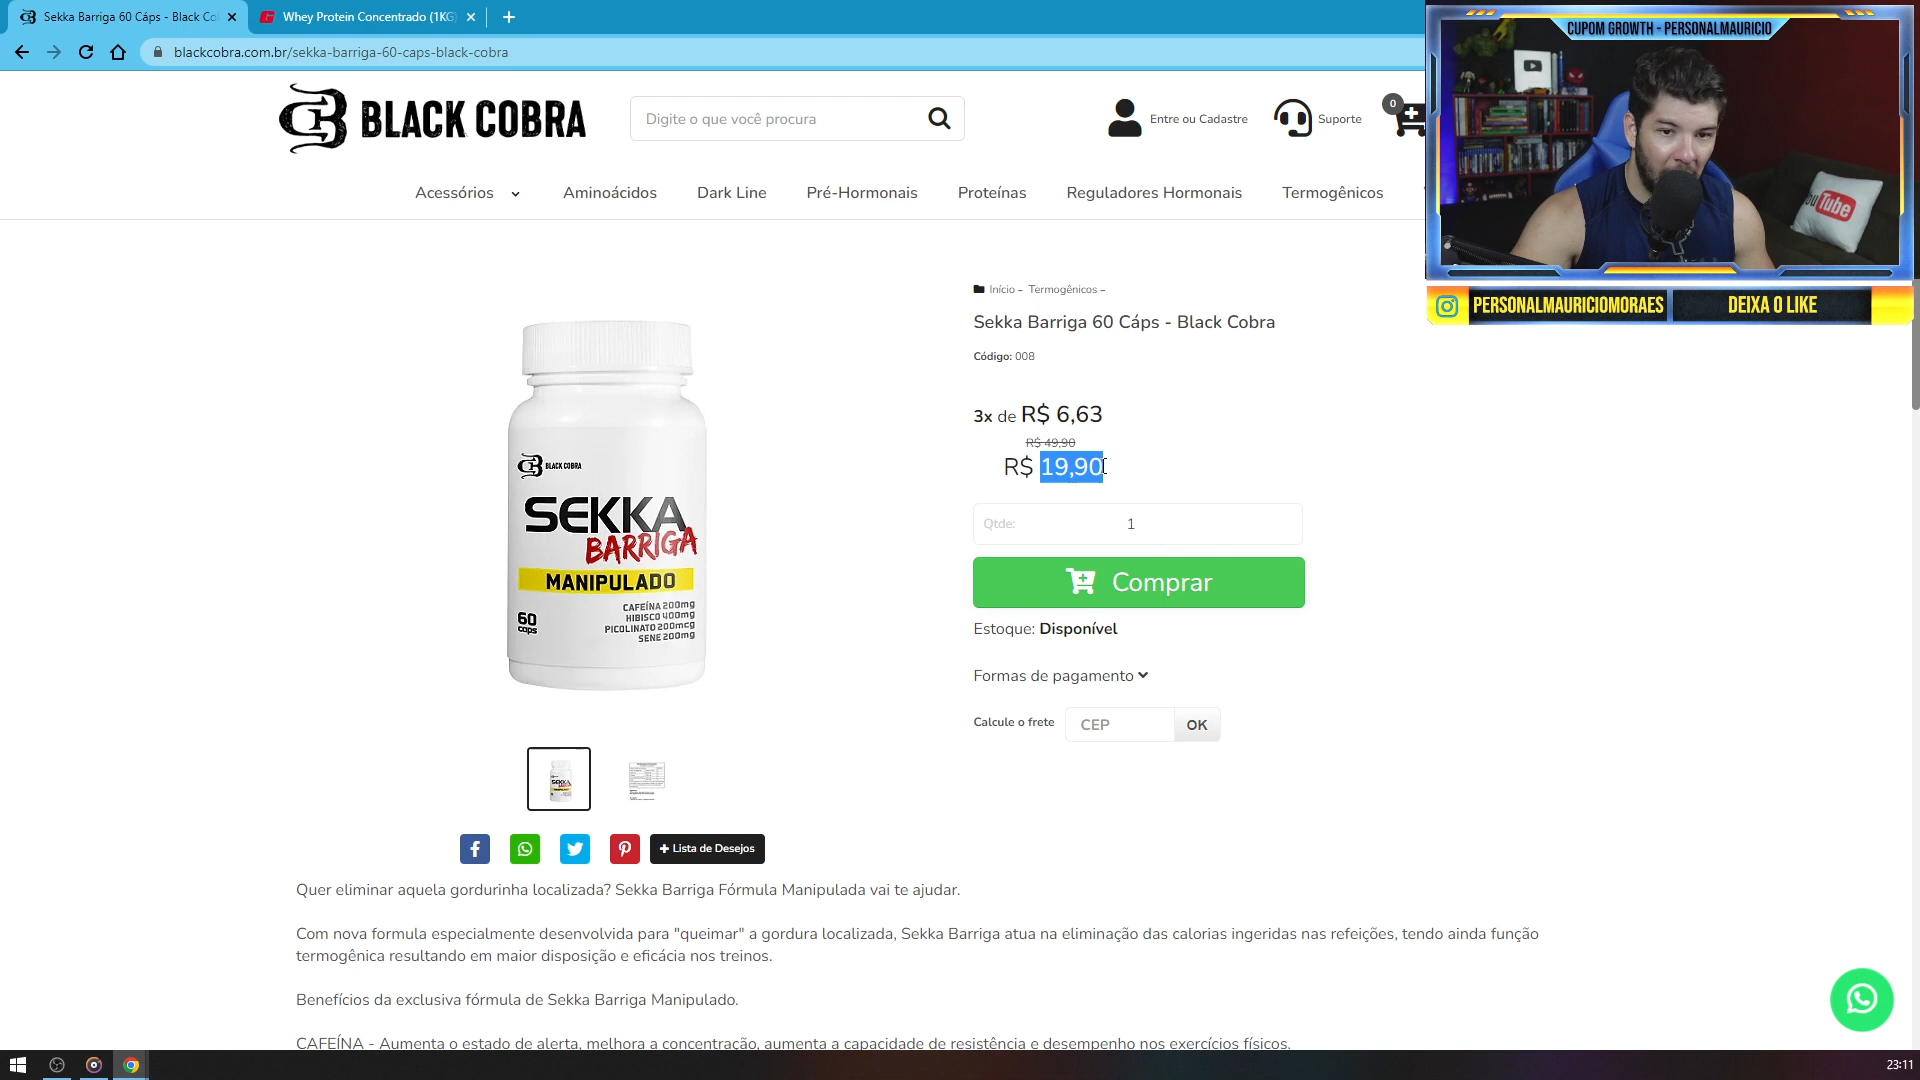 Sekka Barriga 60 Cáps - Black Co
Whey Protein Concentrado (1KG)
blackcobra.com.br/sekka-barriga-60-caps-black-cobra
BLACK COBRA
Digite o que você procura
Entre ou Cadastre
Suporte
0
Acessórios
Aminoácidos
Dark Line
Pré-Hormonais
Proteínas
Reguladores Hormonais
Termogênicos
CUPOM GROWTH - PERSONALMAURICIO
You Tube
PERSONALMAURICIOMORAES
DEIXA O LIKE
Início - Termogênicos -
Sekka Barriga 60 Cáps - Black Cobra
Código: 008
3x de R$ 6,63
R$ 49,90
R$ 19,90
Qtde: 1
Comprar
Estoque: Disponível
Formas de pagamento
Calcule o frete CEP OK
BLACK COBRA
SEKKA
BARRIGA
MANIPULADO
60
caps
CAFEÍNA 200mg
HIBISCO 400mg
PICOLINATO 200mcg
SENE 200mg
+ Lista de Desejos
Quer eliminar aquela gordurinha localizada? Sekka Barriga Fórmula Manipulada vai te ajudar.
Com nova formula especialmente desenvolvida para "queimar" a gordura localizada, Sekka Barriga atua na eliminação das calorias ingeridas nas refeições, tendo ainda função
termogênica resultando em maior disposição e eficácia nos treinos.
Benefícios da exclusiva fórmula de Sekka Barriga Manipulado.
CAFEÍNA - Aumenta o estado de alerta, melhora a concentração, aumenta a capacidade de resistência e desempenho nos exercícios físicos.
23:11